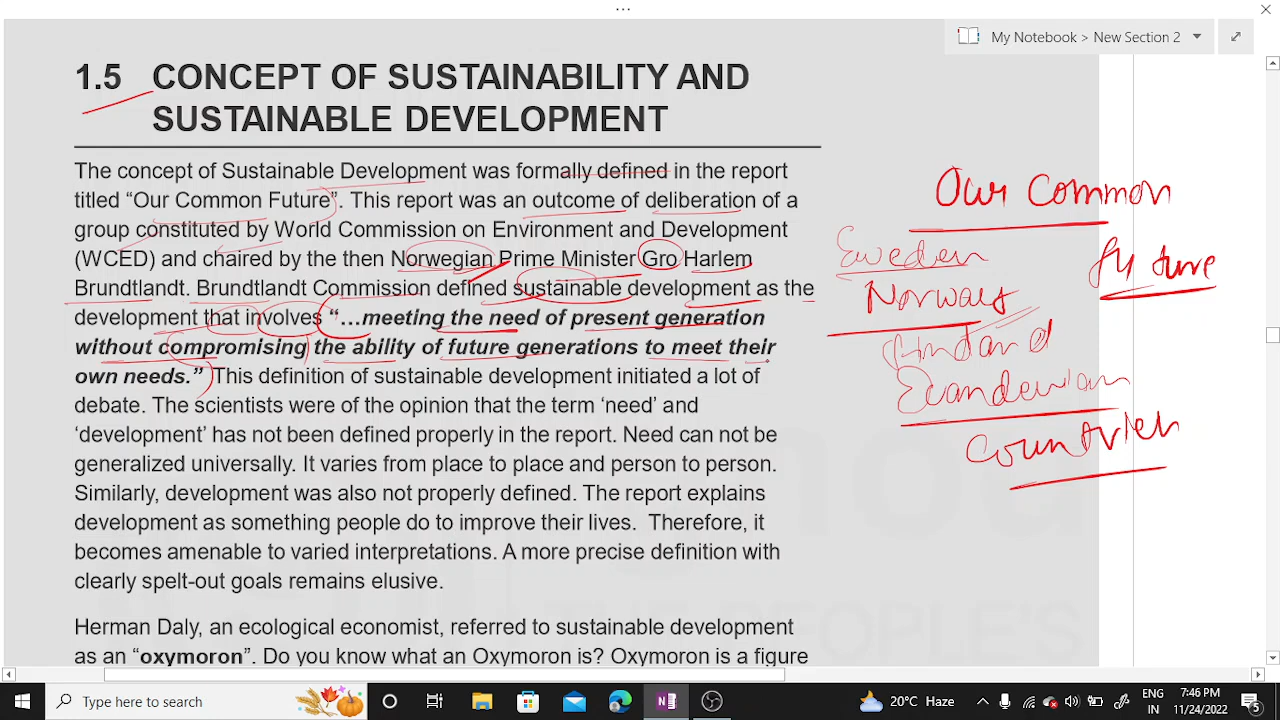 My Notebook > New Section 2
1.5 CONCEPT OF SUSTAINABILITY AND
SUSTAINABLE DEVELOPMENT
The concept of Sustainable Development was formally defined in the report
titled “Our Common Future”. This report was an outcome of deliberation of a
group constituted by World Commission on Environment and Development
(WCED) and chaired by the then Norwegian Prime Minister Gro Harlem
Brundtlandt. Brundtlandt Commission defined sustainable development as the
development that involves “…meeting the need of present generation
without compromising the ability of future generations to meet their
own needs.” This definition of sustainable development initiated a lot of
debate. The scientists were of the opinion that the term ‘need’ and
‘development’ has not been defined properly in the report. Need can not be
generalized universally. It varies from place to place and person to person.
Similarly, development was also not properly defined. The report explains
development as something people do to improve their lives. Therefore, it
becomes amenable to varied interpretations. A more precise definition with
clearly spelt-out goals remains elusive.
Herman Daly, an ecological economist, referred to sustainable development
as an “oxymoron”. Do you know what an Oxymoron is? Oxymoron is a figure
Our Common
Future
Sweden
Norway
Countries
THE PEOPLE'S
Type here to search
20°C Haze
ENG
IN
7:46 PM
11/24/2022
5